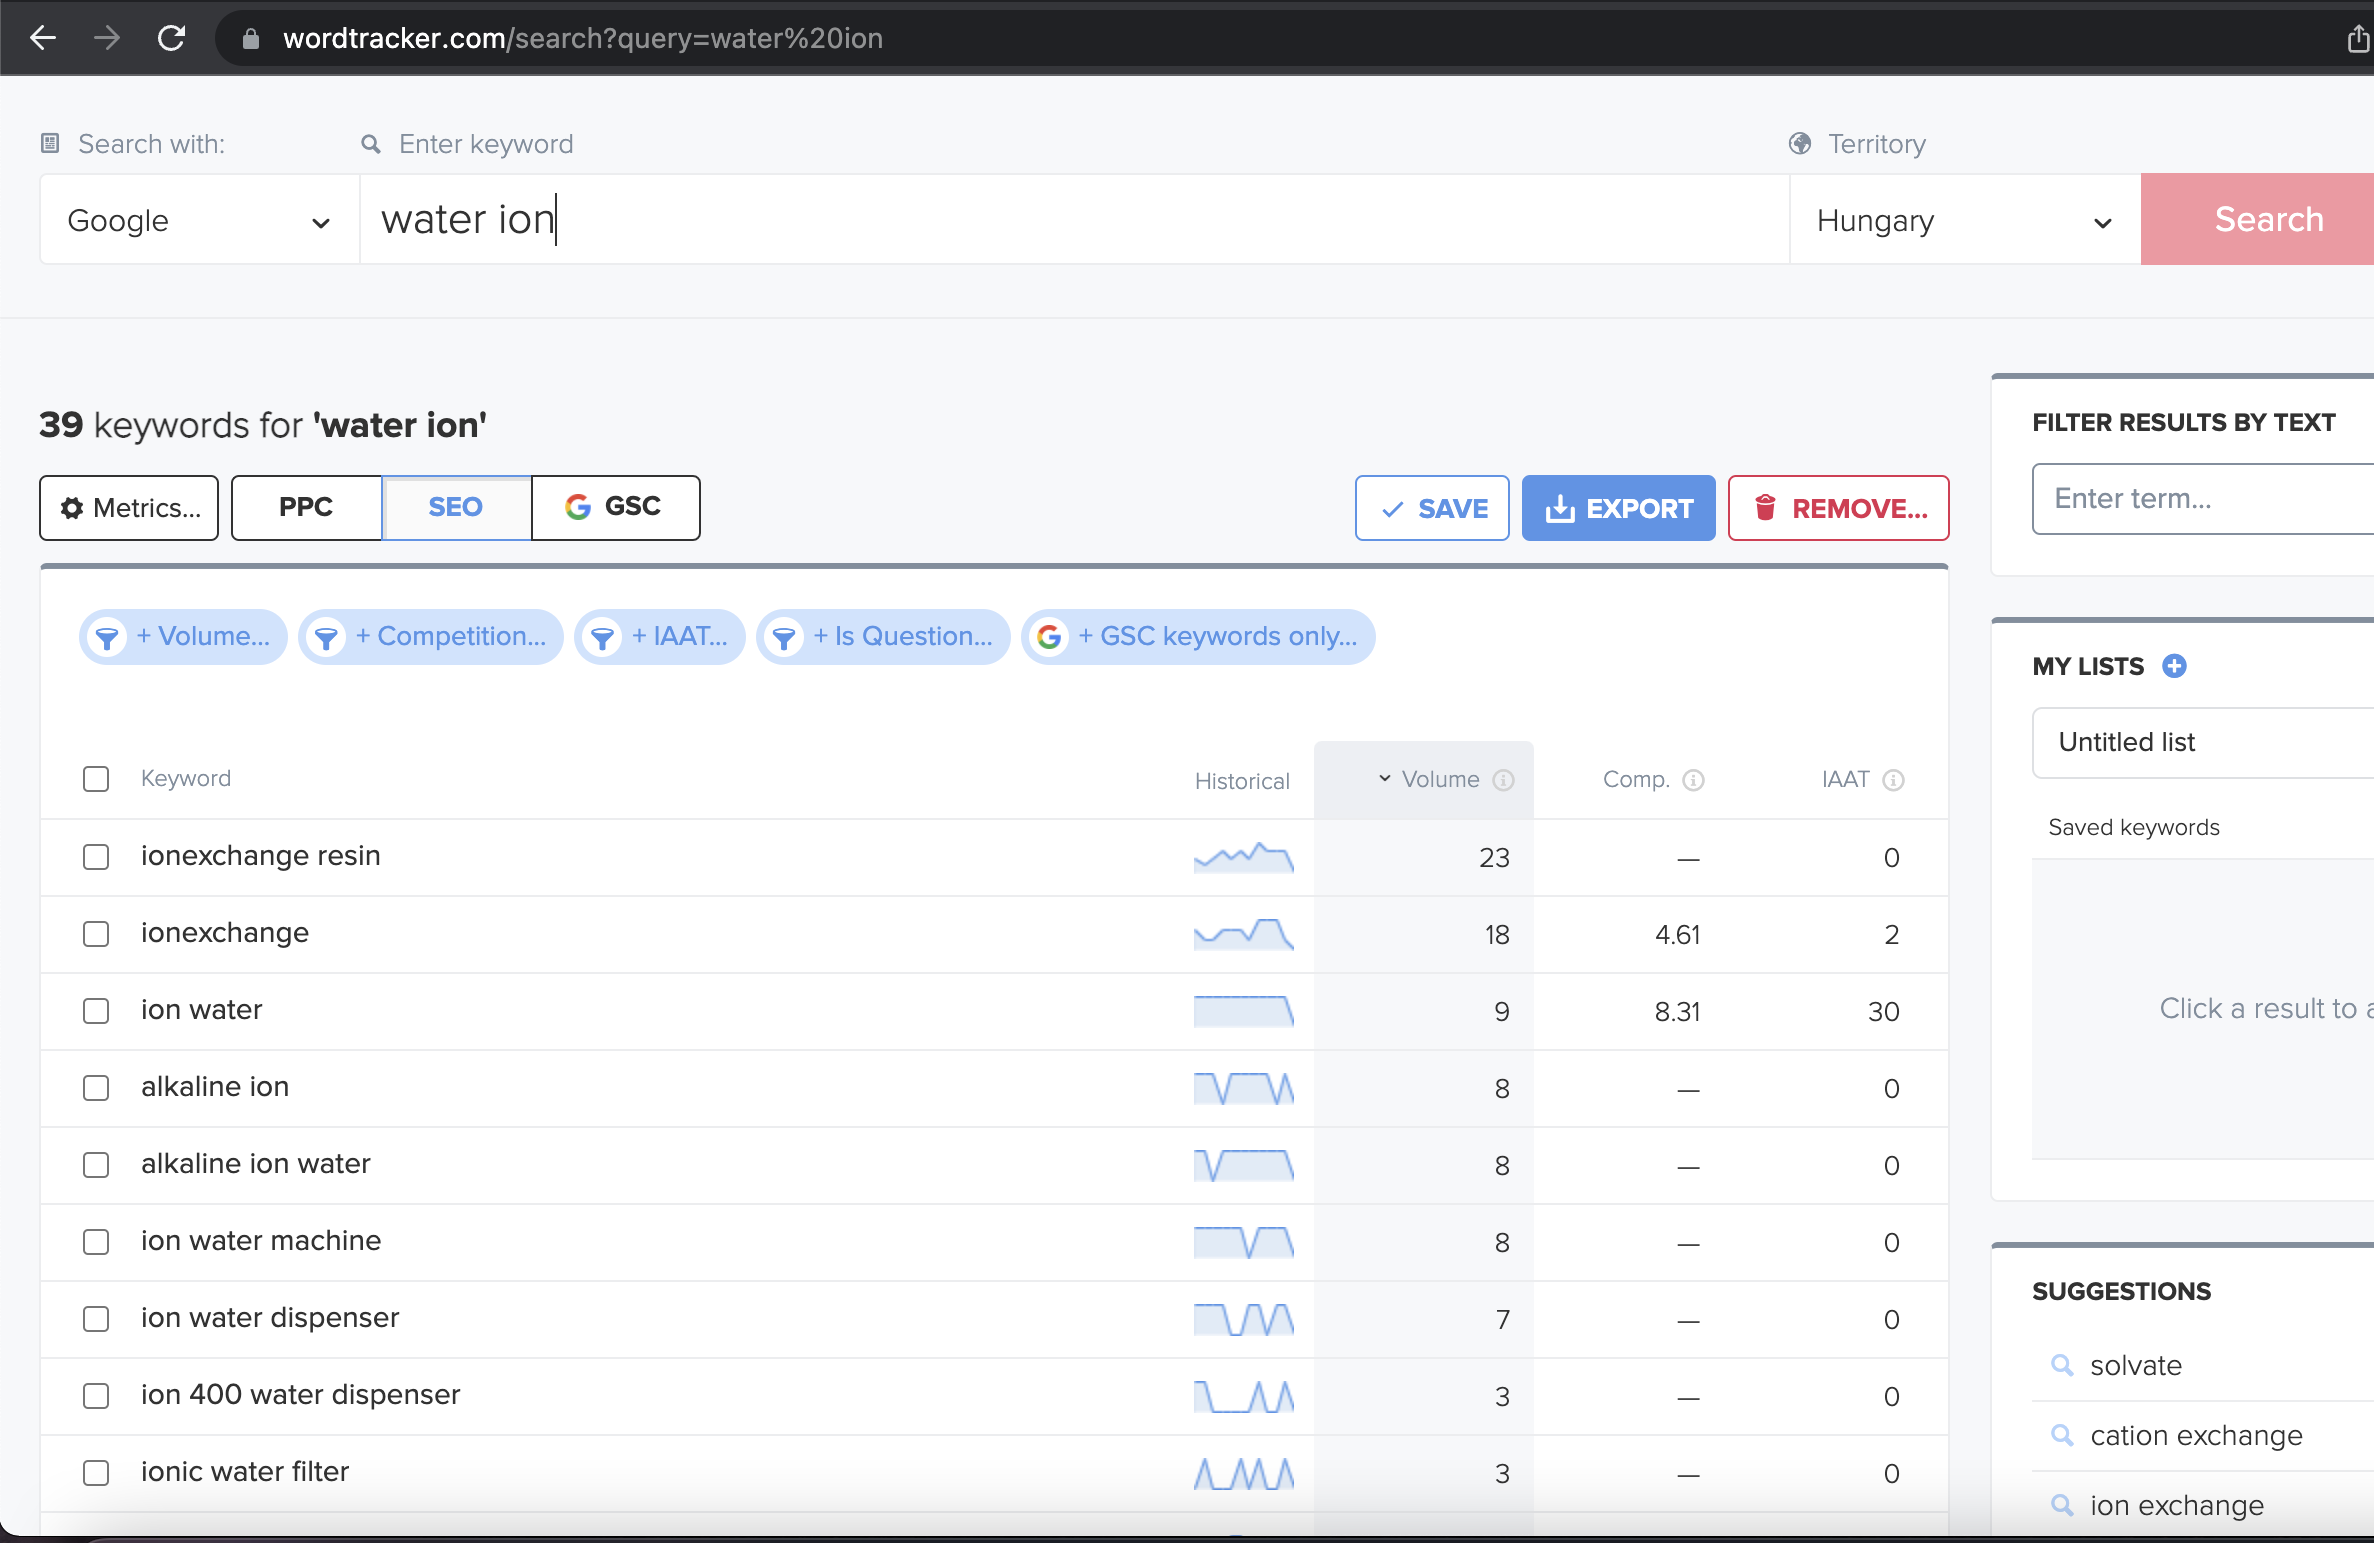 wordtracker.com/search?query=water%20ion
Search with:
Enter keyword
Territory
Google
water ion
Hungary
Search
39 keywords for 'water ion'
Metrics...
PPC
SEO
GSC
SAVE
EXPORT
REMOVE...
+ Volume...
+ Competition...
+ IAAT...
+ Is Question...
+ GSC keywords only...
Keyword Historical Volume Comp. IAAT
ionexchange resin 23 — 0
ionexchange 18 4.61 2
ion water 9 8.31 30
alkaline ion 8 — 0
alkaline ion water 8 — 0
ion water machine 8 — 0
ion water dispenser 7 — 0
ion 400 water dispenser 3 — 0
ionic water filter 3 — 0
FILTER RESULTS BY TEXT
Enter term...
MY LISTS
Untitled list
Saved keywords
Click a result to
SUGGESTIONS
solvate
cation exchange
ion exchange